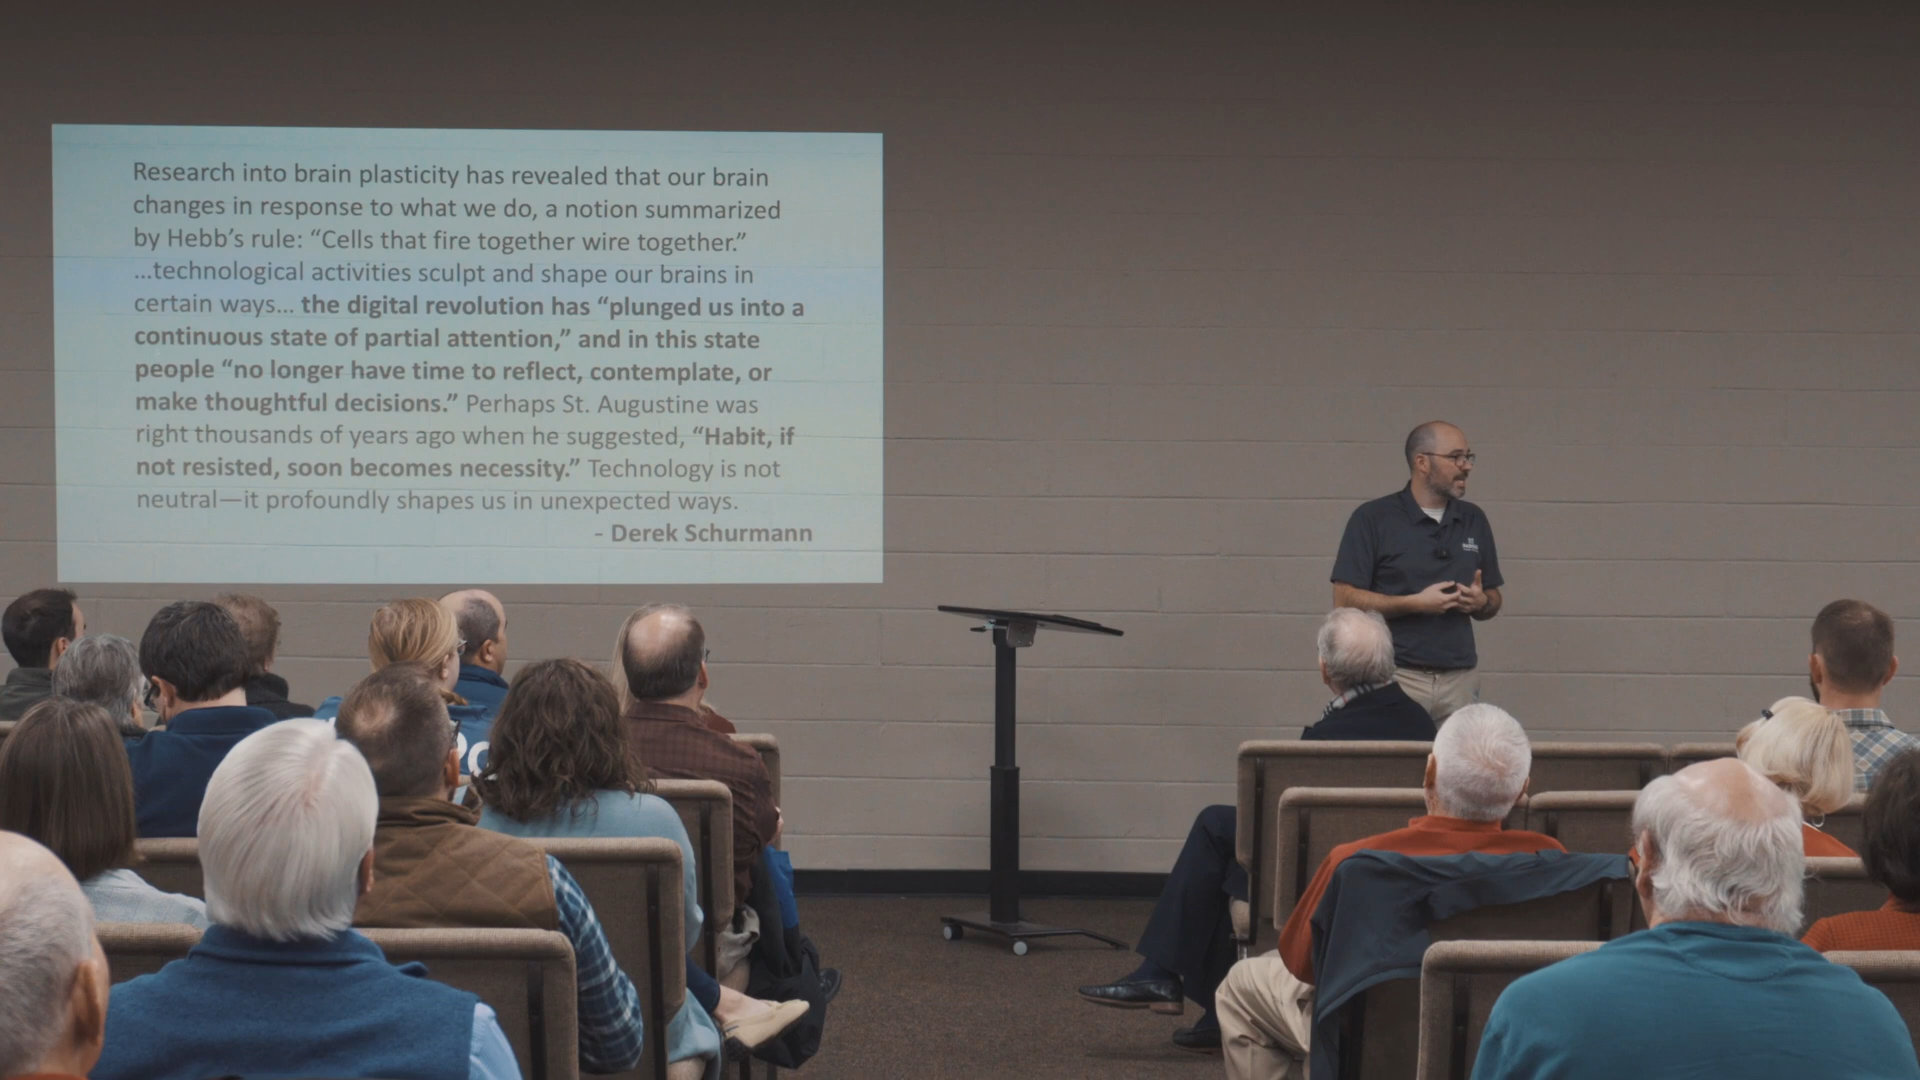 Research into brain plasticity has revealed that our brain
changes in response to what we do, a notion summarized
by Hebb’s rule: “Cells that fire together wire together.”
…technological activities sculpt and shape our brains in
certain ways… the digital revolution has “plunged us into a
continuous state of partial attention,” and in this state
people “no longer have time to reflect, contemplate, or
make thoughtful decisions.” Perhaps St. Augustine was
right thousands of years ago when he suggested, “Habit, if
not resisted, soon becomes necessity.” Technology is not
neutral—it profoundly shapes us in unexpected ways.
- Derek Schurmann